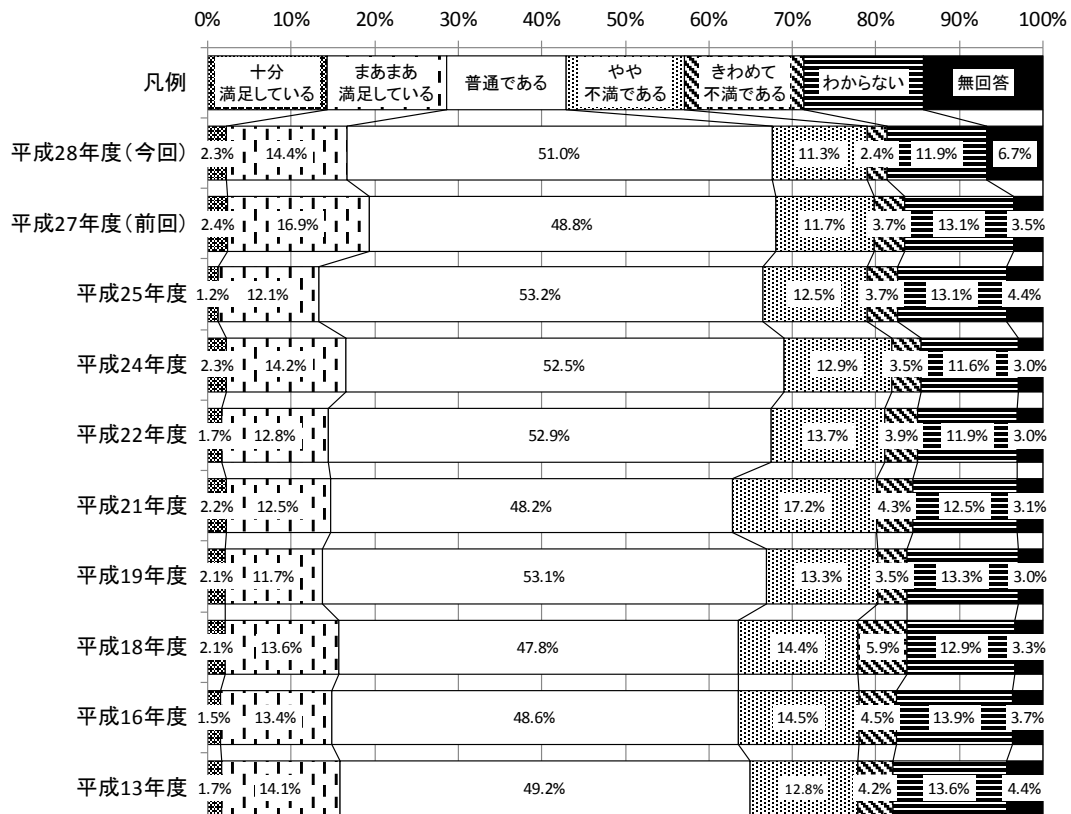 0% 10% 20% 30% 40% 50% 60% 70% 80% 90% 100%
凡例
十分
満足している
まあまあ
満足している
普通である
やや
不満である
きわめて
不満である
わからない
無回答
平成28年度(今回) 2.3% 14.4% 51.0% 11.3% 2.4% 11.9% 6.7%
平成27年度(前回) 2.4% 16.9% 48.8% 11.7% 3.7% 13.1% 3.5%
平成25年度 1.2% 12.1% 53.2% 12.5% 3.7% 13.1% 4.4%
平成24年度 2.3% 14.2% 52.5% 12.9% 3.5% 11.6% 3.0%
平成22年度 1.7% 12.8% 52.9% 13.7% 3.9% 11.9% 3.0%
平成21年度 2.2% 12.5% 48.2% 17.2% 4.3% 12.5% 3.1%
平成19年度 2.1% 11.7% 53.1% 13.3% 3.5% 13.3% 3.0%
平成18年度 2.1% 13.6% 47.8% 14.4% 5.9% 12.9% 3.3%
平成16年度 1.5% 13.4% 48.6% 14.5% 4.5% 13.9% 3.7%
平成13年度 1.7% 14.1% 49.2% 12.8% 4.2% 13.6% 4.4%